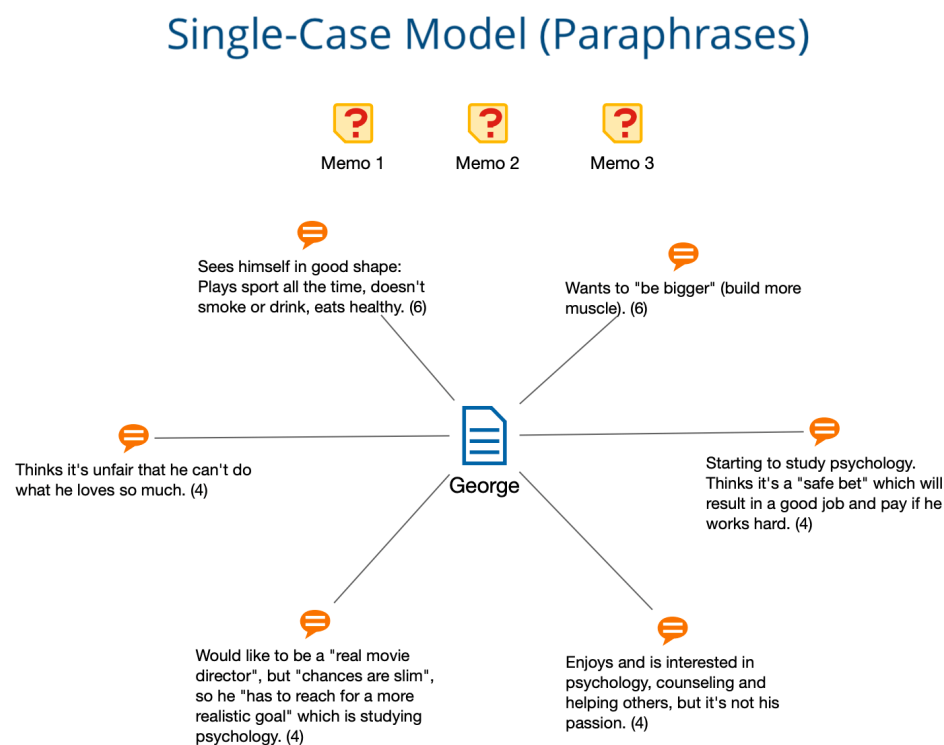 Single-Case Model (Paraphrases)
?
?
?
Memo 1
Memo 2
Memo 3
Sees himself in good shape:
Plays sport all the time, doesn't
smoke or drink, eats healthy. (6)
Wants to "be bigger" (build more
muscle). (6)
Thinks it's unfair that he can't do
what he loves so much. (4)
George
Starting to study psychology.
Thinks it's a "safe bet" which will
result in a good job and pay if he
works hard. (4)
Would like to be a "real movie
director", but "chances are slim",
so he "has to reach for a more
realistic goal" which is studying
psychology. (4)
Enjoys and is interested in
psychology, counseling and
helping others, but it's not his
passion. (4)